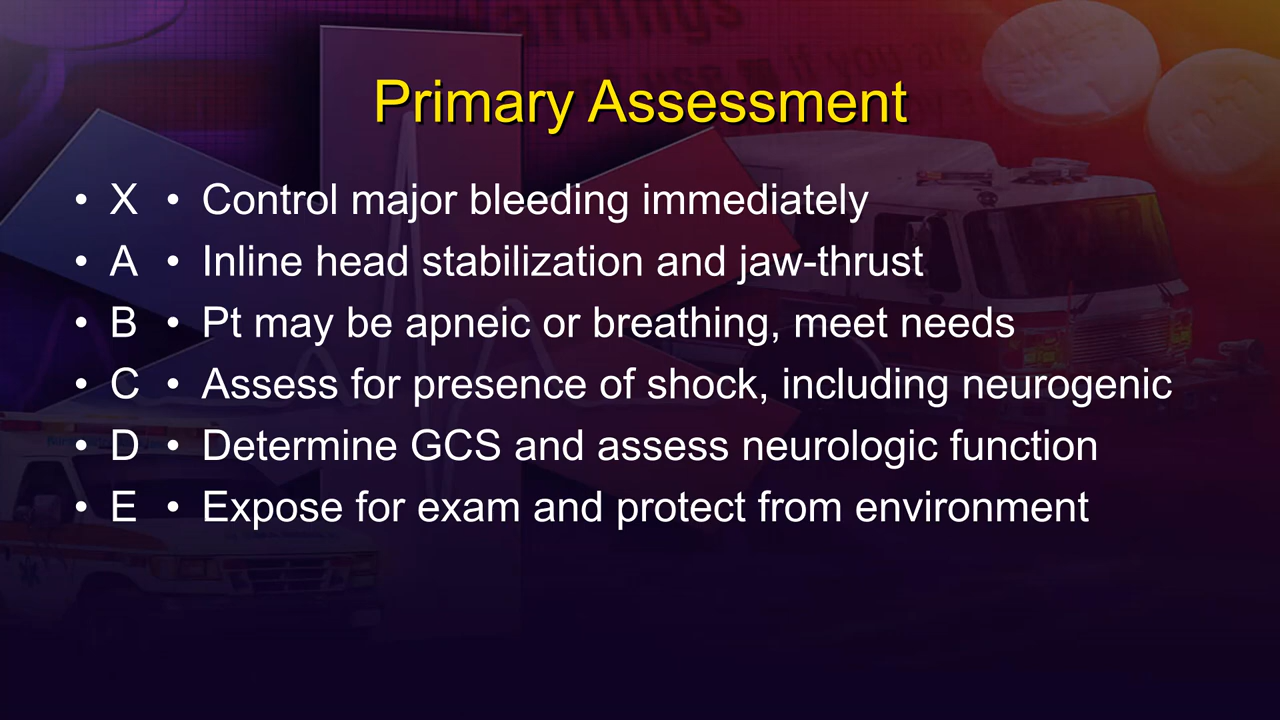 Primary Assessment
• X • Control major bleeding immediately
• A • Inline head stabilization and jaw-thrust
• B • Pt may be apneic or breathing, meet needs
• C • Assess for presence of shock, including neurogenic
• D • Determine GCS and assess neurologic function
• E • Expose for exam and protect from environment